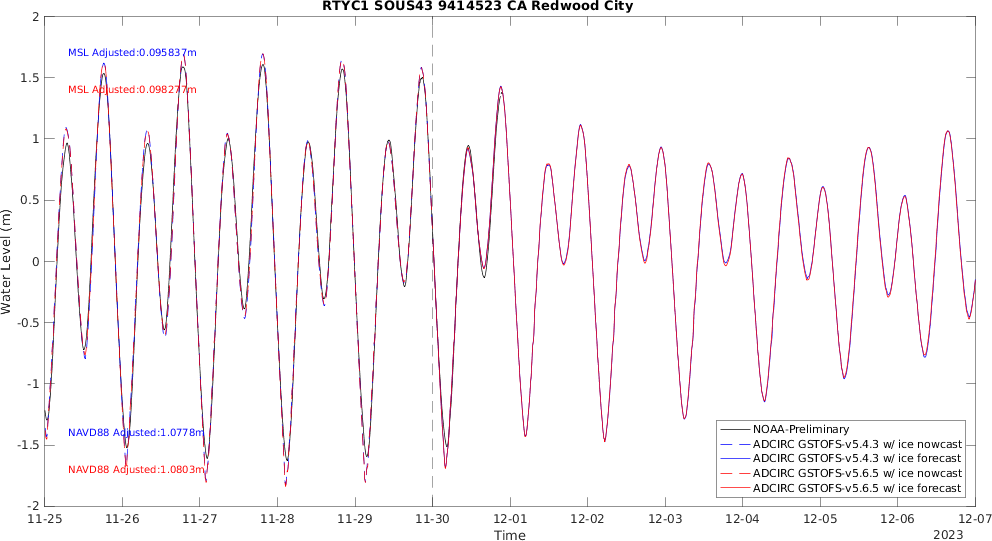 RTYC1 SOUS43 9414523 CA Redwood City
2
MSL Adjusted:0.095837m
1.5
MSL Adjusted:0.098277m
1
0.5
Water Level (m)
0
-0.5
-1
NAVD88 Adjusted:1.0778m
-1.5
NAVD88 Adjusted:1.0803m
-2
NOAA-Preliminary
ADCIRC GSTOFS-v5.4.3 w/ ice nowcast
ADCIRC GSTOFS-v5.4.3 w/ ice forecast
ADCIRC GSTOFS-v5.6.5 w/ ice nowcast
ADCIRC GSTOFS-v5.6.5 w/ ice forecast
11-25 11-26 11-27 11-28 11-29 11-30 12-01 12-02 12-03 12-04 12-05 12-06 12-07
Time
2023